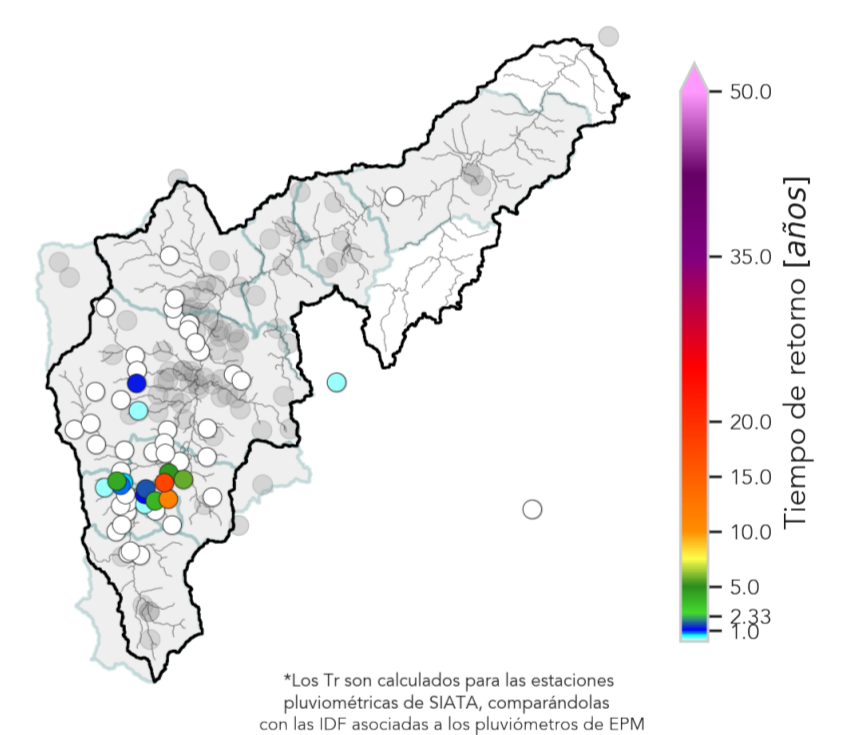 50.0
35.0
20.0
15.0
10.0
5.0
2.33
1.0
Tiempo de retorno [años]
*Los Tr son calculados para las estaciones
pluviométricas de SIATA, comparándolas
con las IDF asociadas a los pluviómetros de EPM